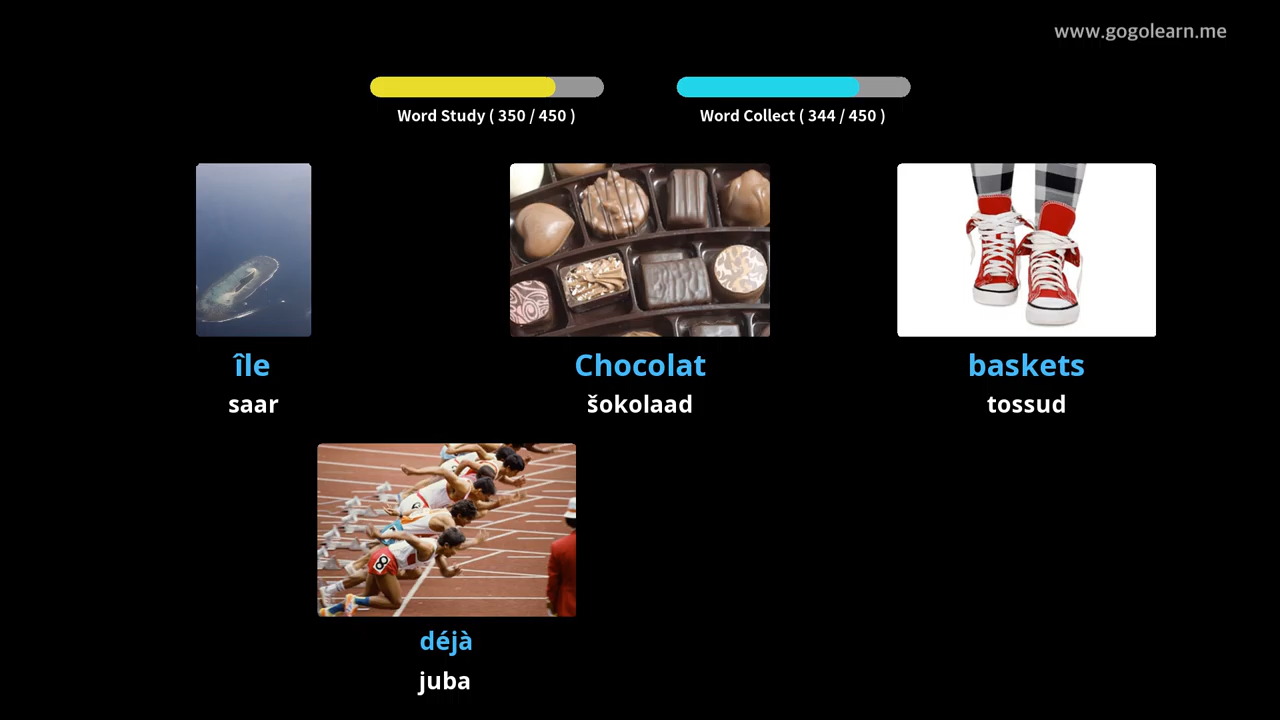 www.gogolearn.me
Word Study ( 350 / 450 )
Word Collect ( 344 / 450 )
île
Chocolat
baskets
saar
šokolaad
tossud
8
déjà
juba